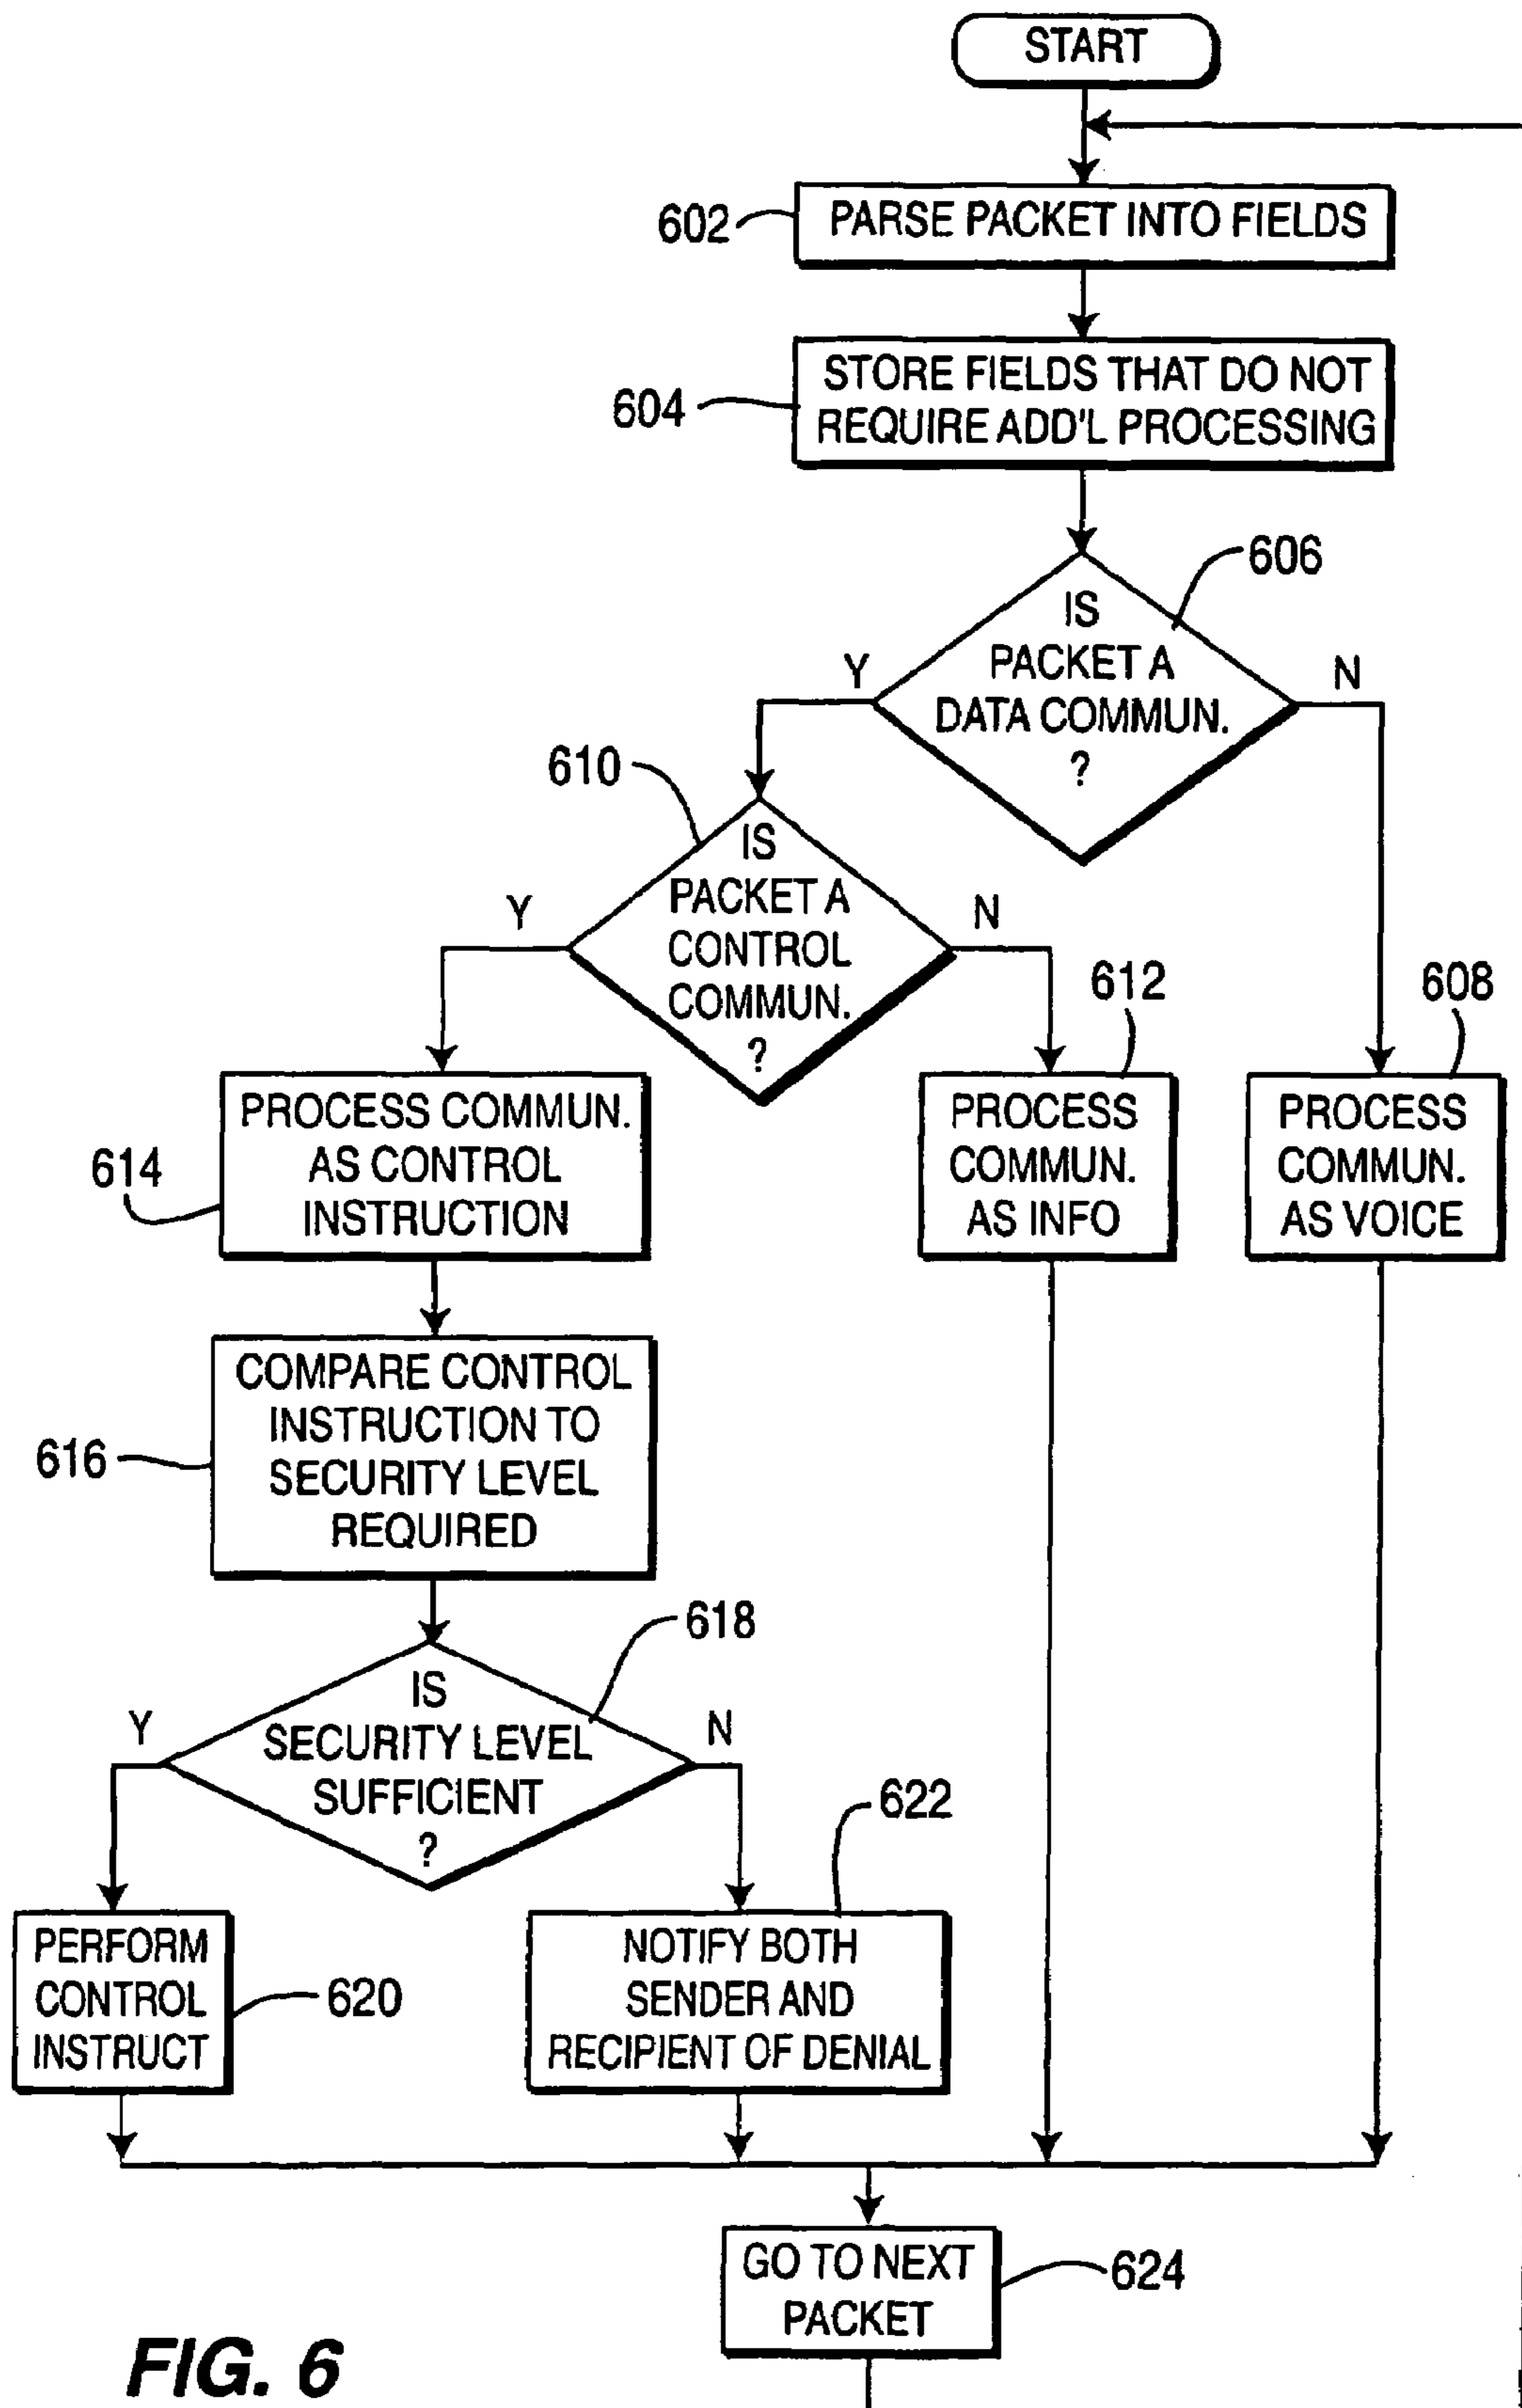 START
602
PARSE PACKET INTO FIELDS
604
STORE FIELDS THAT DO NOT
REQUIRE ADD'L PROCESSING
606
IS
PACKET A
DATA COMMUN.
?
Y
N
610
IS
PACKET A
CONTROL
COMMUN.
?
Y
N
612
608
614
PROCESS COMMUN.
AS CONTROL
INSTRUCTION
PROCESS
COMMUN.
AS INFO
PROCESS
COMMUN.
AS VOICE
616
COMPARE CONTROL
INSTRUCTION TO
SECURITY LEVEL
REQUIRED
618
IS
SECURITY LEVEL
SUFFICIENT
?
Y
N
622
PERFORM
CONTROL
INSTRUCT
620
NOTIFY BOTH
SENDER AND
RECIPIENT OF DENIAL
GO TO NEXT
PACKET
624
FIG. 6